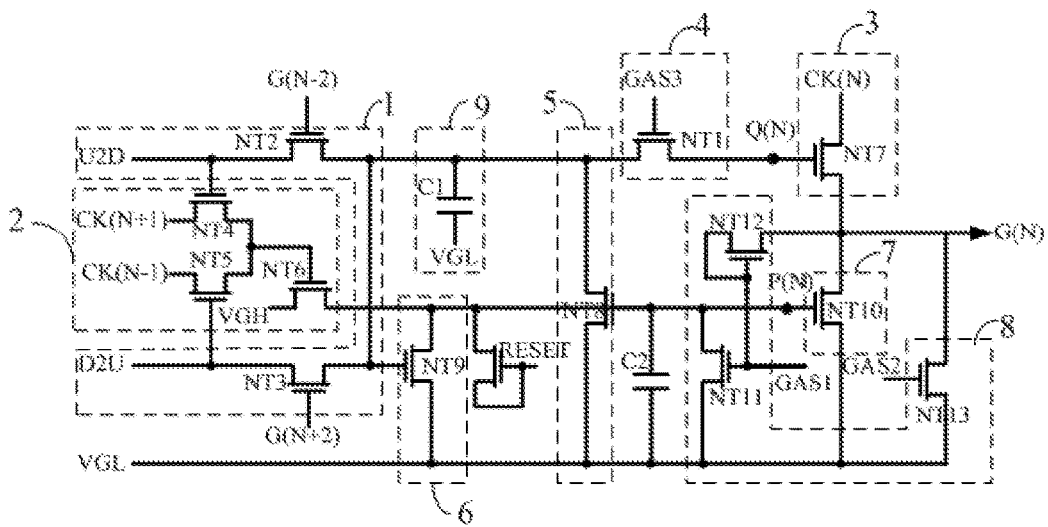 4
3
G(N-2)
1
9
5
GAS3
CK(N)
NT2
Q(N)
NT1
NT7
U2D
2
CK(N+1)
NT4
C1
NT12
G(N)
CK(N-1)
NT5
NT6
VGL
7
P(N)
VGH
NT8
NT10
8
D2U
NT3
NT9
RESET
C2
NT11
GAS1
GAS2
NT13
G(N+2)
VGL
6